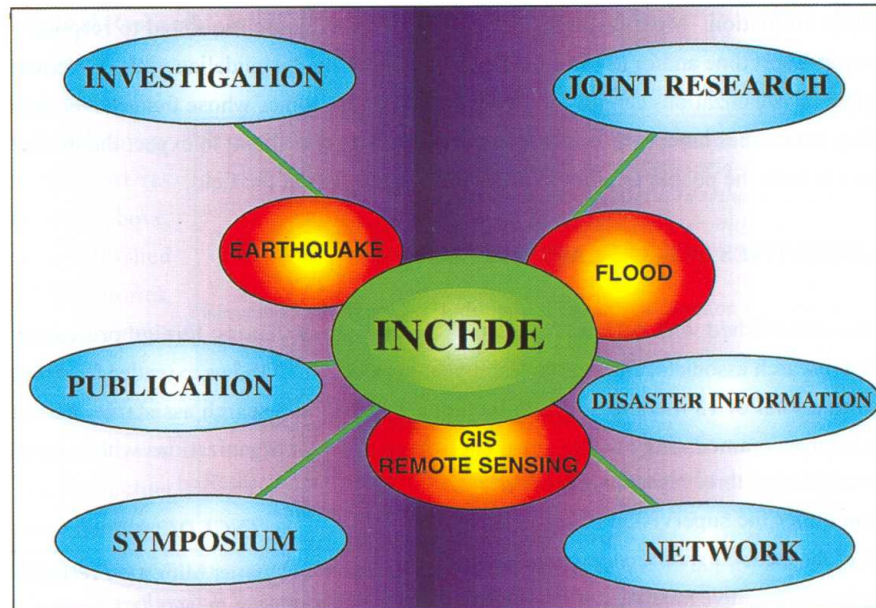 INVESTIGATION
JOINT RESEARCH
EARTHQUAKE
FLOOD
INCEDE
PUBLICATION
DISASTER INFORMATION
GIS
REMOTE SENSING
SYMPOSIUM
NETWORK